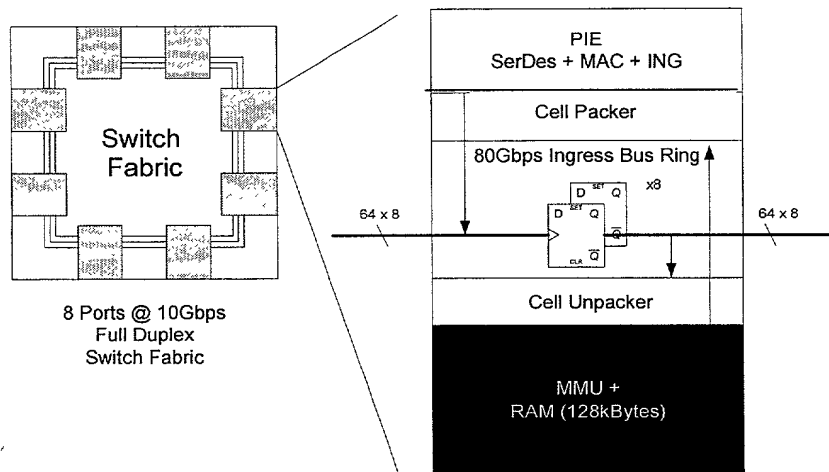 Switch
Fabric
8 Ports @ 10Gbps
Full Duplex
Switch Fabric
PIE
SerDes + MAC + ING
Cell Packer
80Gbps Ingress Bus Ring
x8
D SET Q
D SET Q
Q
CLR Q
64 x 8
64 x 8
Cell Unpacker
MMU +
RAM (128kBytes)